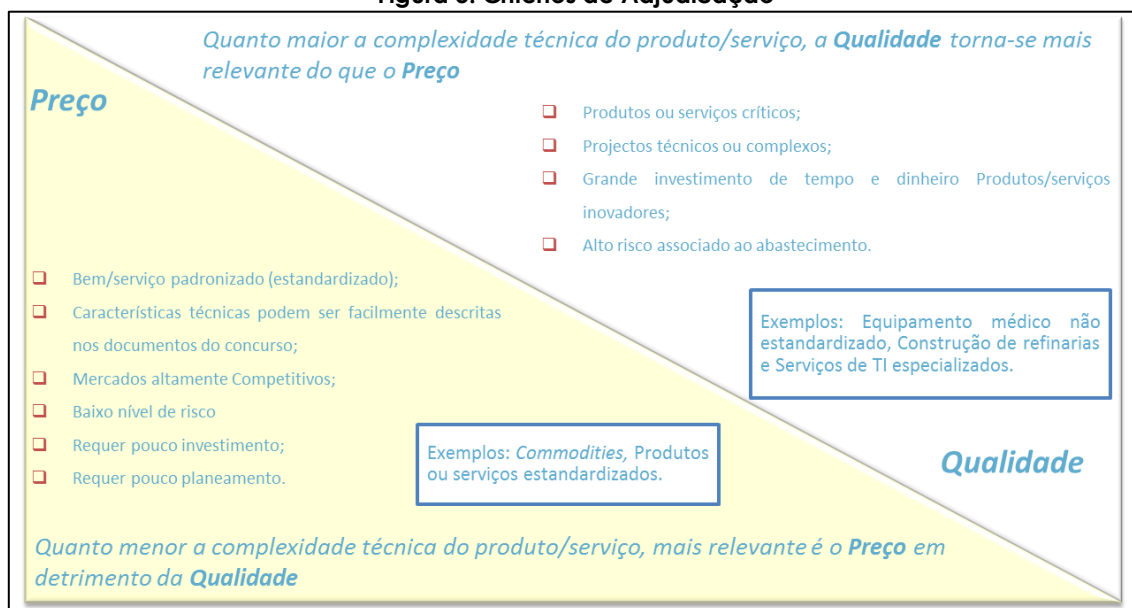 Quanto maior a complexidade técnica do produto/serviço, a Qualidade torna-se mais
relevante do que o Preço
Preço
Produtos ou serviços críticos;
Projectos técnicos ou complexos;
Grande investimento de tempo e dinheiro Produtos/serviços
inovadores;
Alto risco associado ao abastecimento.
Bem/serviço padronizado (estandardizado);
Características técnicas podem ser facilmente descritas
nos documentos do concurso;
Mercados altamente Competitivos;
Baixo nível de risco
Requer pouco investimento;
Requer pouco planeamento.
Exemplos: Equipamento médico não
estandardizado, Construção de refinarias
e Serviços de TI especializados.
Exemplos: Commodities, Produtos
ou serviços estandardizados.
Qualidade
Quanto menor a complexidade técnica do produto/serviço, mais relevante é o Preço em
detrimento da Qualidade